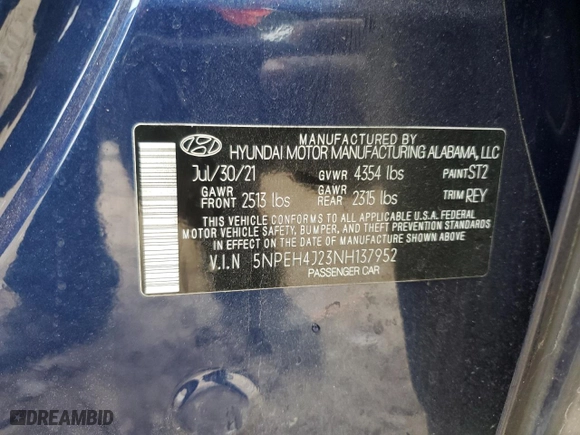 MANUFACTURED BY
HYUNDAI MOTOR MANUFACTURING ALABAMA, LLC
Jul/30/21 GVWR 4354 lbs PAINT ST2
GAWR FRONT 2513 lbs GAWR REAR 2315 lbs TRIM REY
THIS VEHICLE CONFORMS TO ALL APPLICABLE U.S.A. FEDERAL
MOTOR VEHICLE SAFETY, BUMPER, AND THEFT PREVENTION STANDARDS
IN EFFECT ON THE DATE OF MANUFACTURE SHOWN ABOVE.
V.I.N 5NPEH4J23NH137952
PASSENGER CAR
DREAMBID